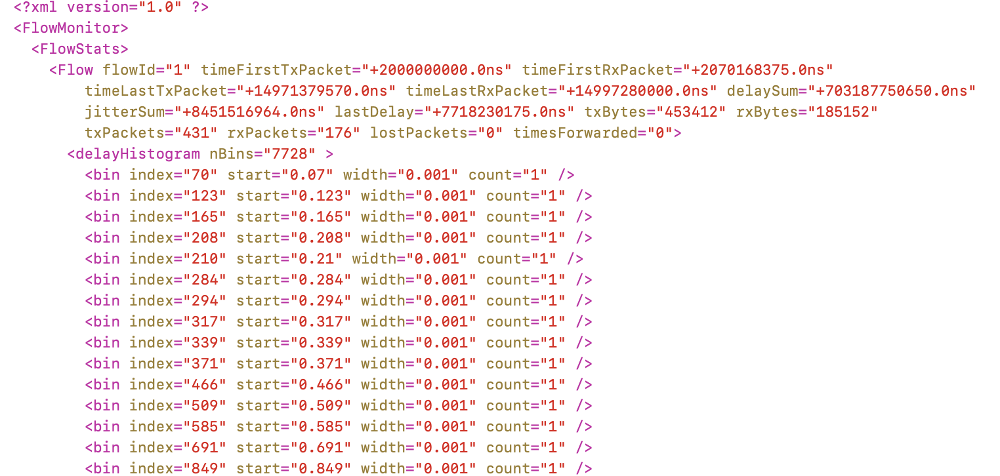 <?xml version="1.0" ?>
<FlowMonitor>
<FlowStats>
<Flow flowId="1" timeFirstTxPacket="+2000000000.0ns" timeFirstRxPacket="+2070168375.0ns"
timeLastTxPacket="+14971379570.0ns" timeLastRxPacket="+14997280000.0ns" delaySum="+703187750650.0ns"
jitterSum="+8451516964.0ns" lastDelay="+7718230175.0ns" txBytes="453412" rxBytes="185152"
txPackets="431" rxPackets="176" lostPackets="0" timesForwarded="0">
<delayHistogram nBins="7728" >
<bin index="70" start="0.07" width="0.001" count="1" />
<bin index="123" start="0.123" width="0.001" count="1" />
<bin index="165" start="0.165" width="0.001" count="1" />
<bin index="208" start="0.208" width="0.001" count="1" />
<bin index="210" start="0.21" width="0.001" count="1" />
<bin index="284" start="0.284" width="0.001" count="1" />
<bin index="294" start="0.294" width="0.001" count="1" />
<bin index="317" start="0.317" width="0.001" count="1" />
<bin index="339" start="0.339" width="0.001" count="1" />
<bin index="371" start="0.371" width="0.001" count="1" />
<bin index="466" start="0.466" width="0.001" count="1" />
<bin index="509" start="0.509" width="0.001" count="1" />
<bin index="585" start="0.585" width="0.001" count="1" />
<bin index="691" start="0.691" width="0.001" count="1" />
<bin index="849" start="0.849" width="0.001" count="1" />